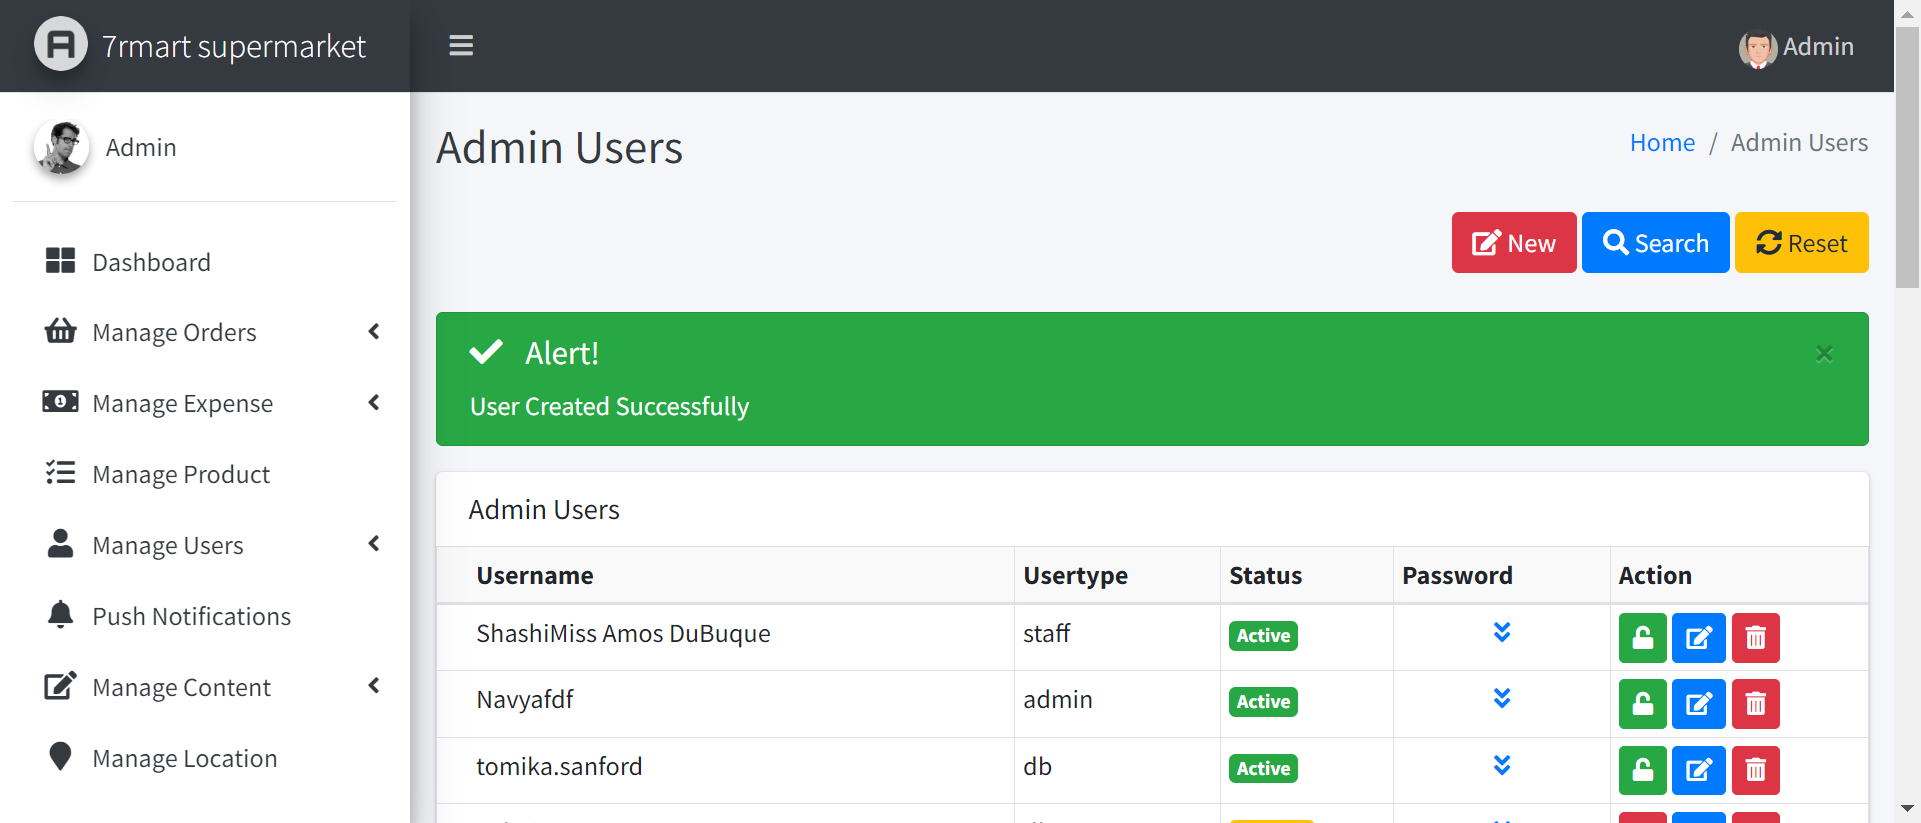 7rmart supermarket
Admin
Admin
Admin Users
Home / Admin Users
New
Search
Reset
Dashboard
Manage Orders
Manage Expense
Manage Product
Manage Users
Push Notifications
Manage Content
Manage Location
Alert!
×
User Created Successfully
Admin Users
Username Usertype Status Password Action
ShashiMiss Amos DuBuque staff Active
Navyafdf admin Active
tomika.sanford db Active